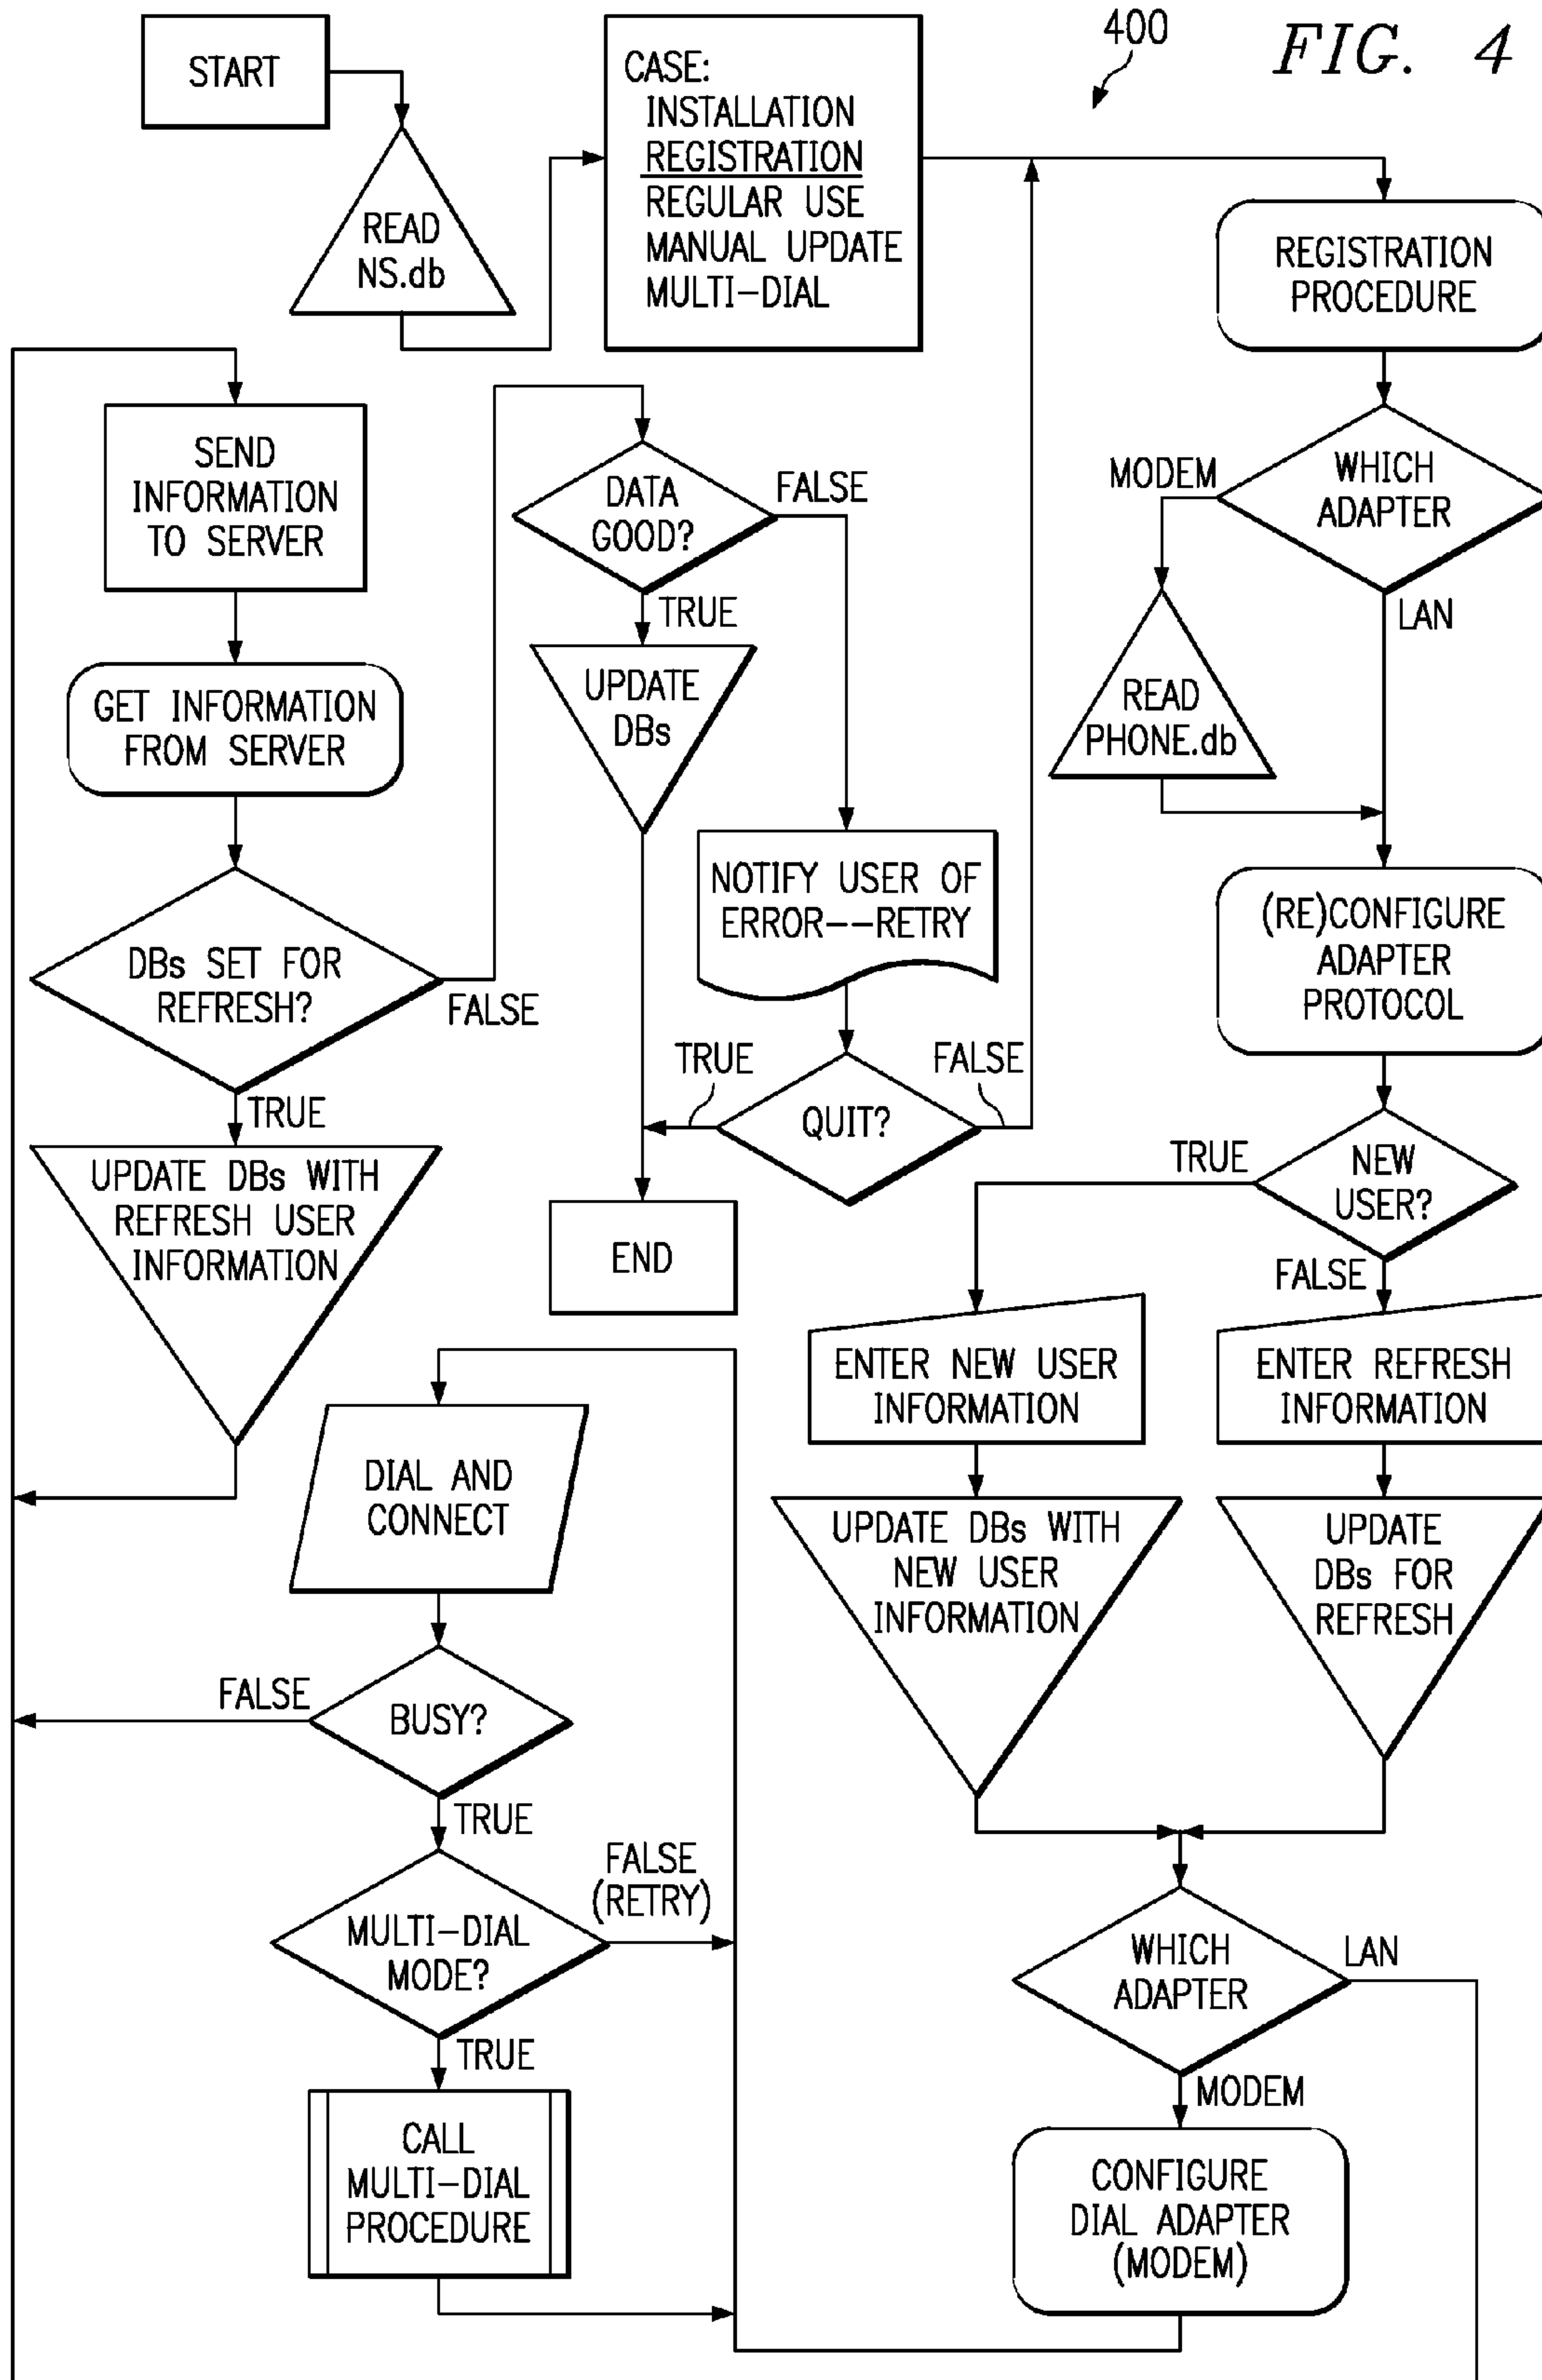 400
FIG. 4
START
READ
NS.db
CASE:
INSTALLATION
REGISTRATION
REGULAR USE
MANUAL UPDATE
MULTI-DIAL
REGISTRATION
PROCEDURE
WHICH
ADAPTER
MODEM
LAN
READ
PHONE.db
(RE)CONFIGURE
ADAPTER
PROTOCOL
NEW
USER?
TRUE
FALSE
ENTER NEW USER
INFORMATION
ENTER REFRESH
INFORMATION
UPDATE DBs WITH
NEW USER
INFORMATION
UPDATE
DBs FOR
REFRESH
WHICH
ADAPTER
LAN
MODEM
CONFIGURE
DIAL ADAPTER
(MODEM)
DIAL AND
CONNECT
BUSY?
FALSE
TRUE
MULTI-DIAL
MODE?
FALSE
(RETRY)
TRUE
CALL
MULTI-DIAL
PROCEDURE
SEND
INFORMATION
TO SERVER
GET INFORMATION
FROM SERVER
DBs SET FOR
REFRESH?
FALSE
TRUE
UPDATE DBs WITH
REFRESH USER
INFORMATION
DATA
GOOD?
FALSE
TRUE
UPDATE
DBs
NOTIFY USER OF
ERROR--RETRY
QUIT?
TRUE
FALSE
END